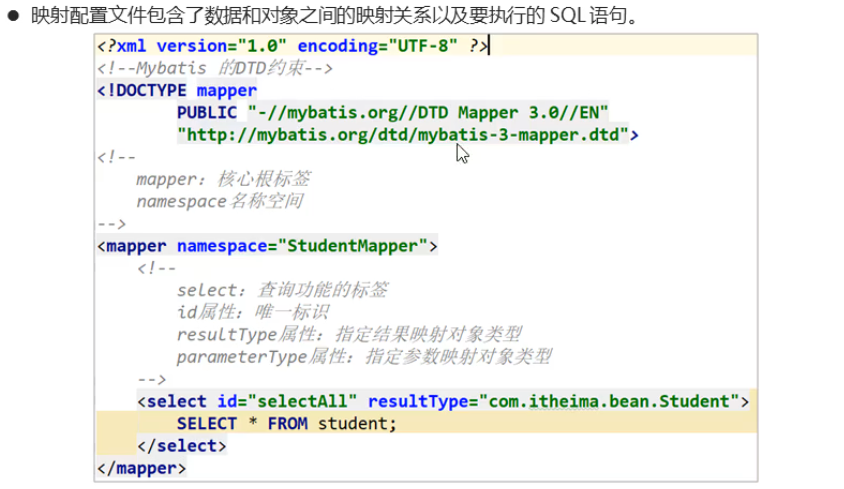 ● 映射配置文件包含了数据和对象之间的映射关系以及要执行的 SQL 语句。
<?xml version="1.0" encoding="UTF-8" ?>
<!--Mybatis 的DTD约束-->
<!DOCTYPE mapper
PUBLIC "-//mybatis.org//DTD Mapper 3.0//EN"
"http://mybatis.org/dtd/mybatis-3-mapper.dtd">
<!--
mapper：核心根标签
namespace名称空间
-->
<mapper namespace="StudentMapper">
<!--
select：查询功能的标签
id属性：唯一标识
resultType属性：指定结果映射对象类型
parameterType属性：指定参数映射对象类型
-->
<select id="selectAll" resultType="com.itheima.bean.Student">
SELECT * FROM student;
</select>
</mapper>